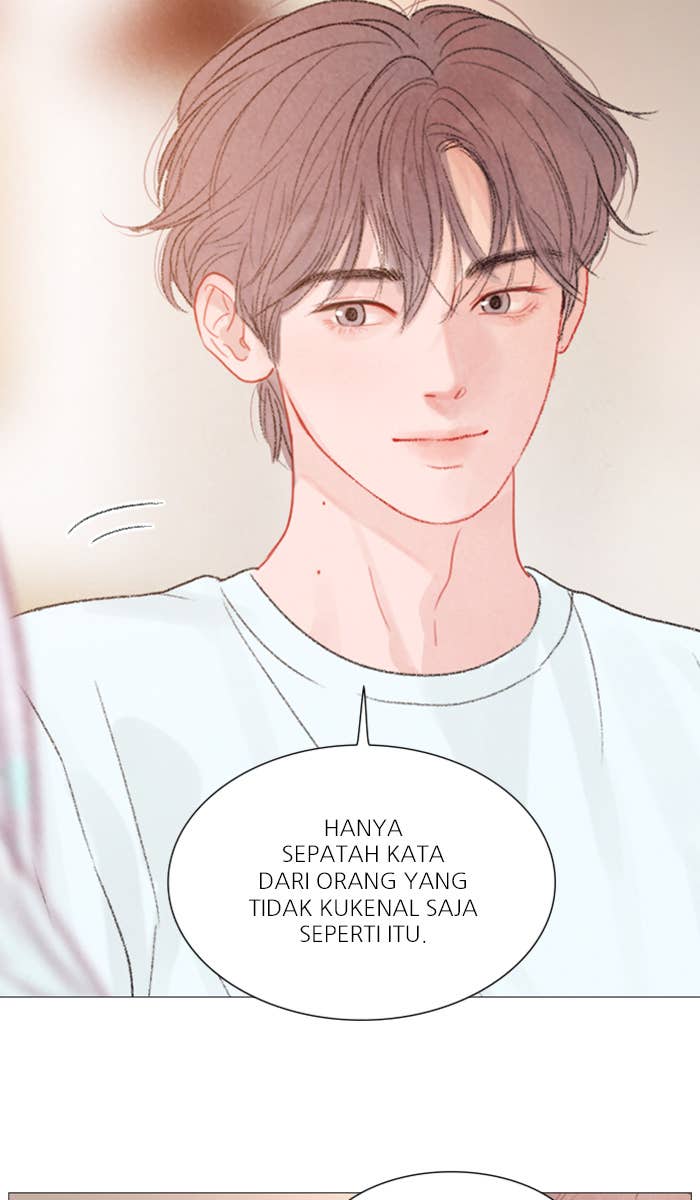 HANYA
SEPATAH KATA
DARI ORANG YANG
TIDAK KUKENAL SAJA
SEPERTI ITU.